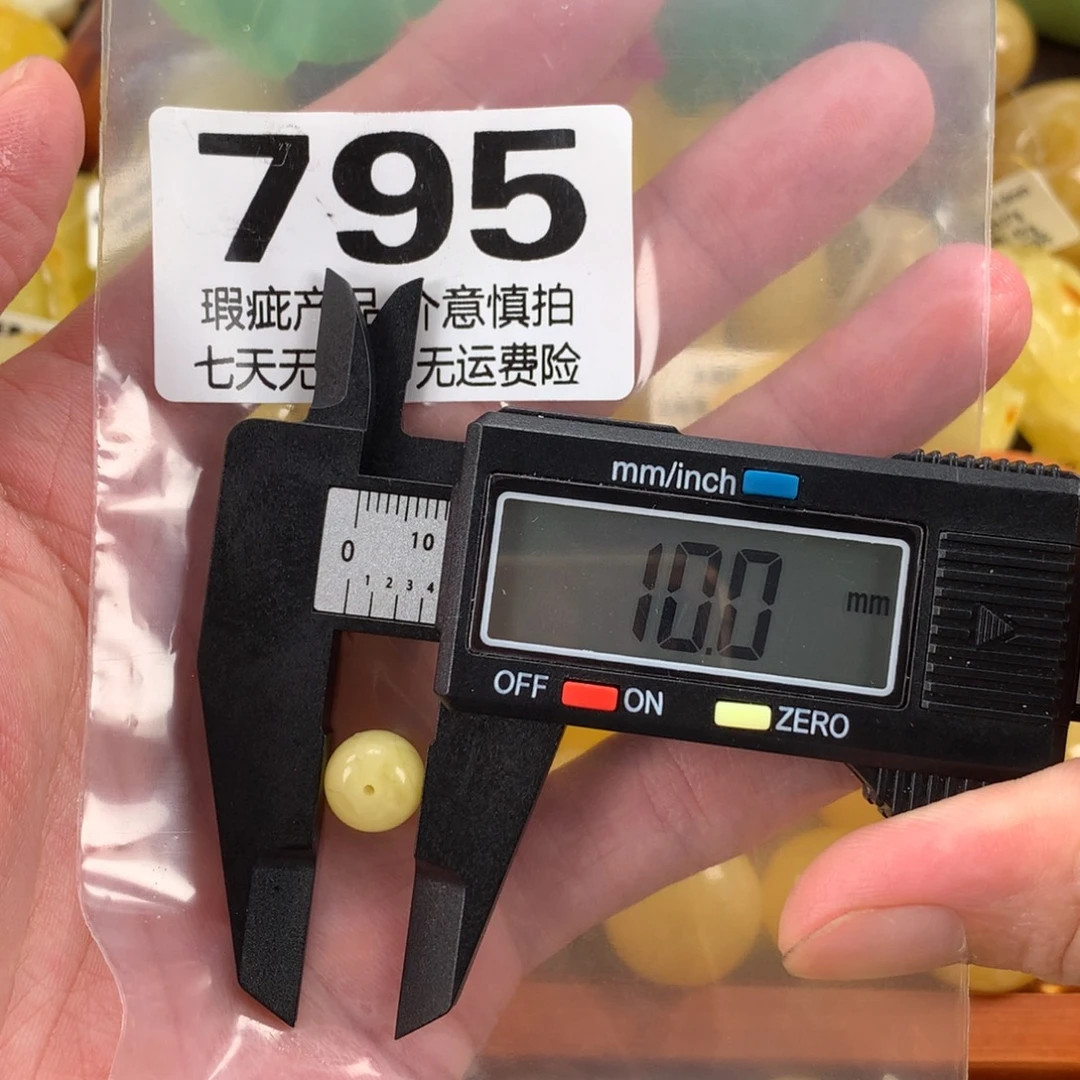 795
瑕疵产品介意慎拍
七天无 无运费险
mm/inch
0 10
1 2 3 4
10.0 mm
OFF ON ZERO